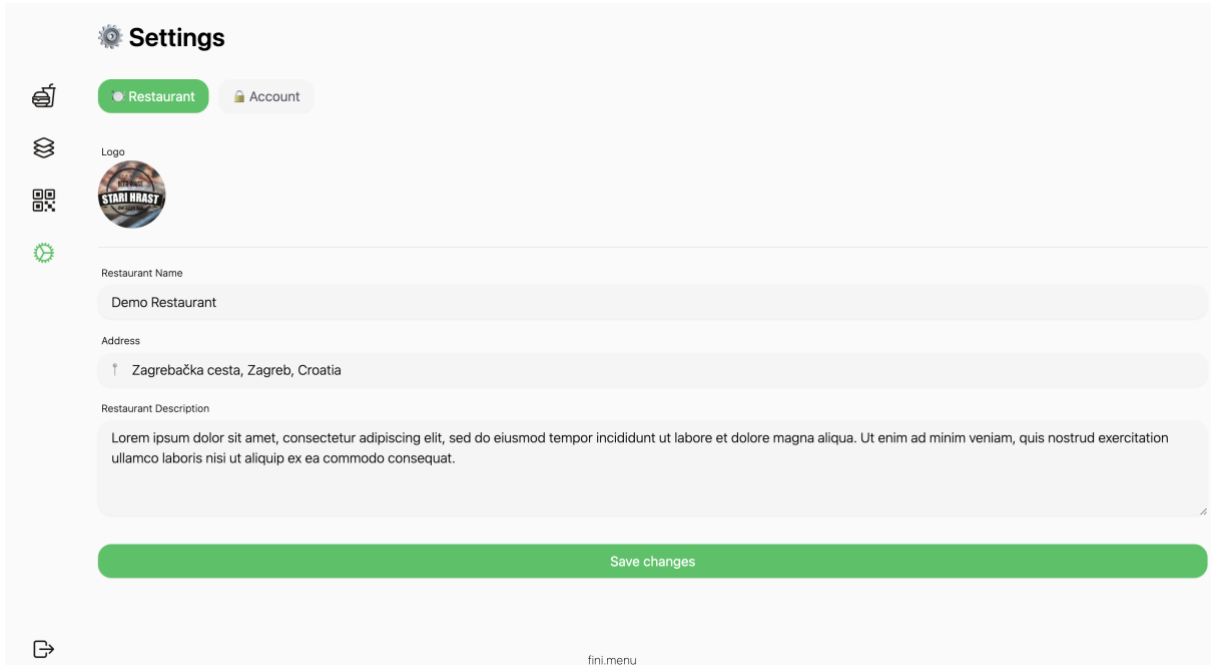 Settings
Restaurant
Account
Logo
STARI HRAST
Restaurant Name
Demo Restaurant
Address
Zagrebačka cesta, Zagreb, Croatia
Restaurant Description
Lorem ipsum dolor sit amet, consectetur adipiscing elit, sed do eiusmod tempor incididunt ut labore et dolore magna aliqua. Ut enim ad minim veniam, quis nostrud exercitation
ullamco laboris nisi ut aliquip ex ea commodo consequat.
Save changes
fini.menu